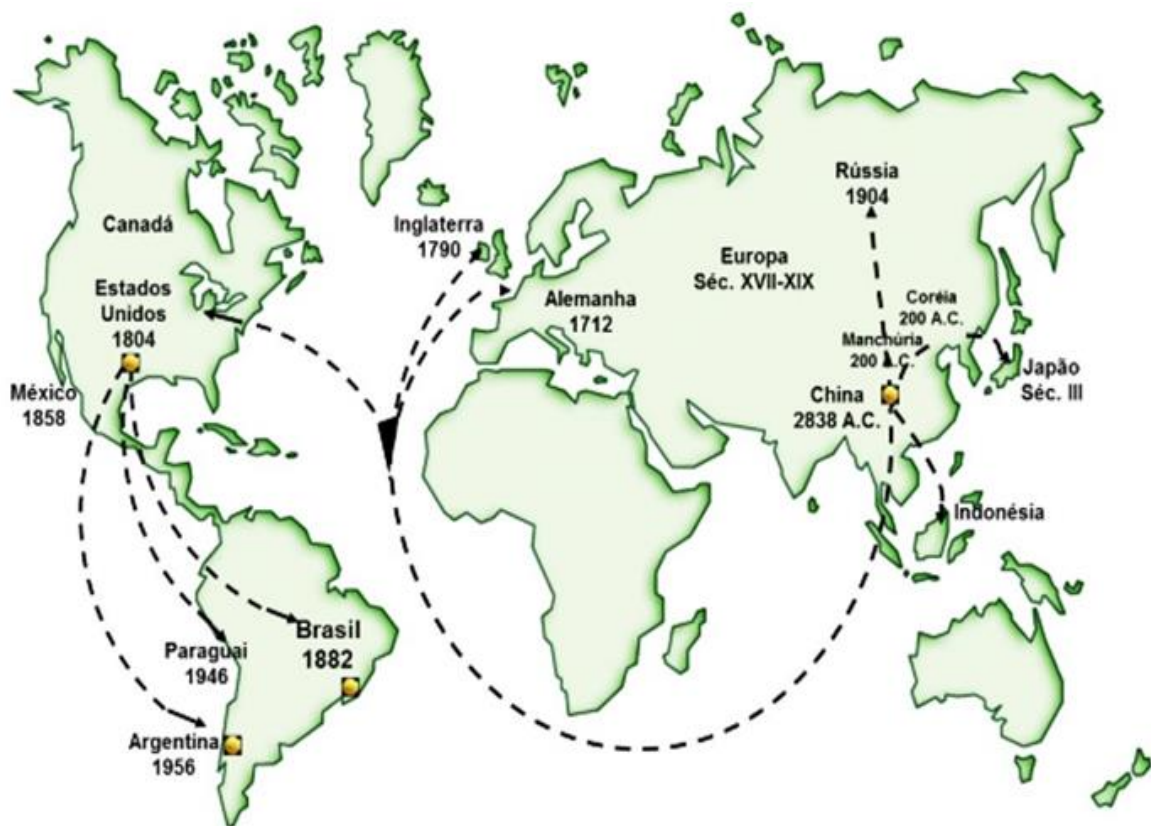 Rússia
1904
Canadá
Inglaterra
1790
Europa
Séc. XVII-XIX
Estados
Unidos
1804
Alemanha
1712
Coréia
200 A.C.
Manchúria
200 A.C.
Japão
Séc. III
México
1858
China
2838 A.C.
Indonésia
Brasil
1882
Paraguai
1946
Argentina
1956